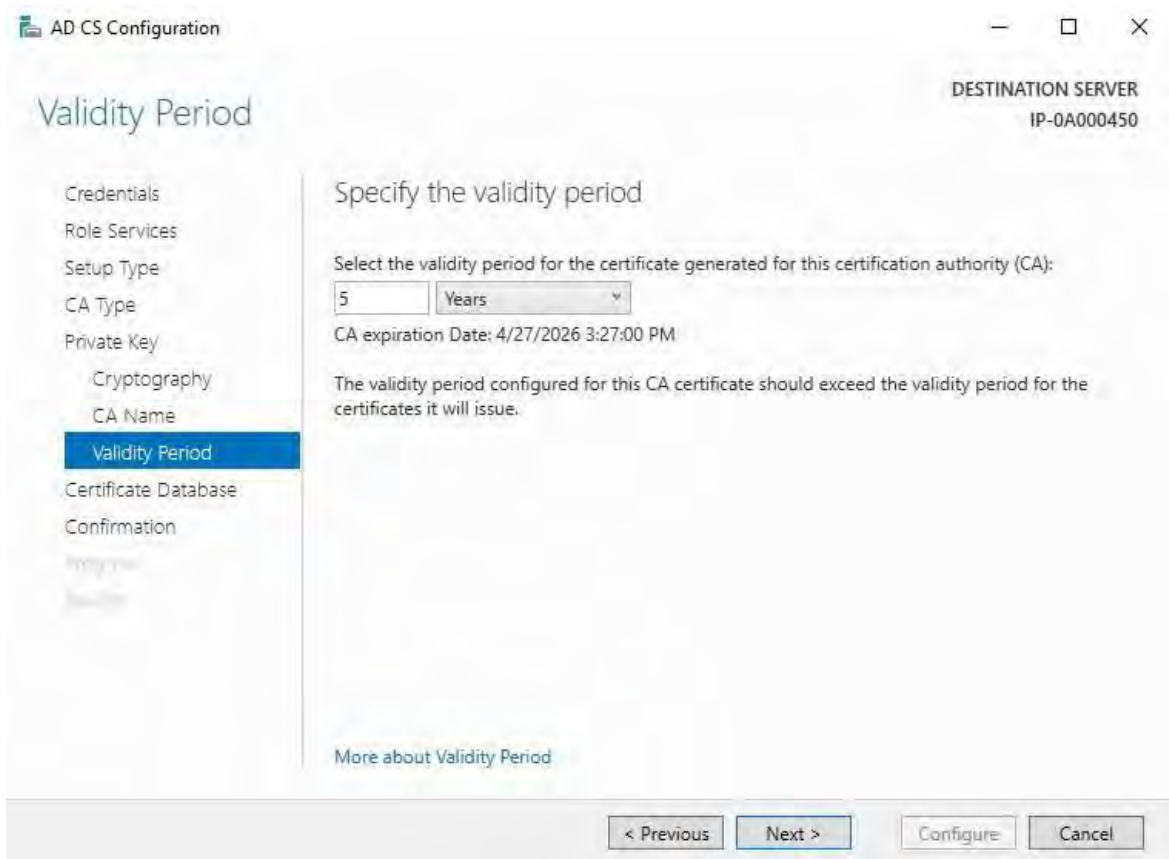 AD CS Configuration
DESTINATION SERVER
IP-0A000450
Validity Period
Credentials
Role Services
Setup Type
CA Type
Private Key
Cryptography
CA Name
Validity Period
Certificate Database
Confirmation
Specify the validity period
Select the validity period for the certificate generated for this certification authority (CA):
5 Years
CA expiration Date: 4/27/2026 3:27:00 PM
The validity period configured for this CA certificate should exceed the validity period for the
certificates it will issue.
More about Validity Period
< Previous Next > Configure Cancel